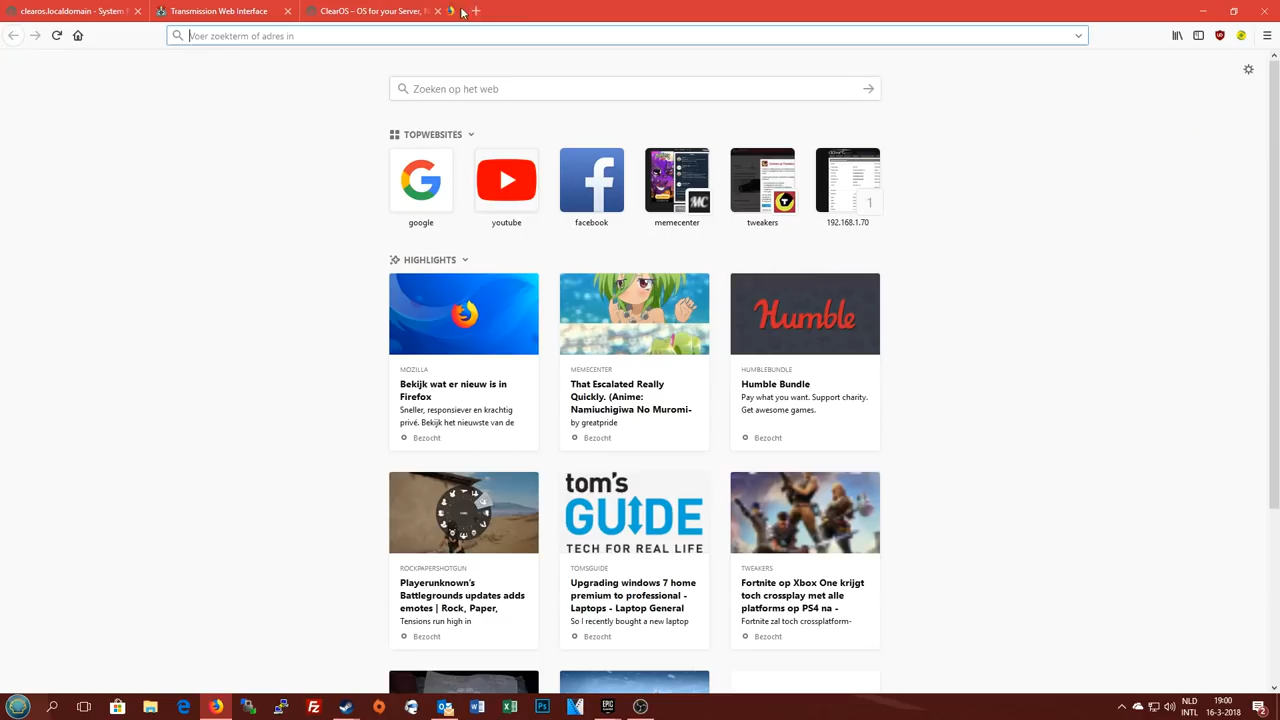 clearos.localdomain - System
Transmission Web Interface
ClearOS – OS for your Server, N
Voer zoekterm of adres in
Zoeken op het web
TOPWEBSITES
1
google
youtube
facebook
memecenter
tweakers
192.168.1.70
HIGHLIGHTS
Humble
MOZILLA
Bekijk wat er nieuw is in
Firefox
Sneller, responsiever en krachtig
privé. Bekijk het nieuwste van de
Bezocht
MEMECENTER
That Escalated Really
Quickly. (Anime:
Namiuchigiwa No Muromi-
by greatpride
Bezocht
HUMBLEBUNDLE
Humble Bundle
Pay what you want. Support charity.
Get awesome games.
Bezocht
tom's
GUIDE
TECH FOR REAL LIFE
ROCKPAPERSHOTGUN
Playerunknown's
Battlegrounds updates adds
emotes | Rock, Paper,
Tensions run high in
Bezocht
TOMSGUIDE
Upgrading windows 7 home
premium to professional -
Laptops - Laptop General
So I recently bought a new laptop
Bezocht
TWEAKERS
Fortnite op Xbox One krijgt
toch crossplay met alle
platforms op PS4 na -
Fortnite zal toch crossplatform-
Bezocht
NLD
INTL
19:00
16-3-2018